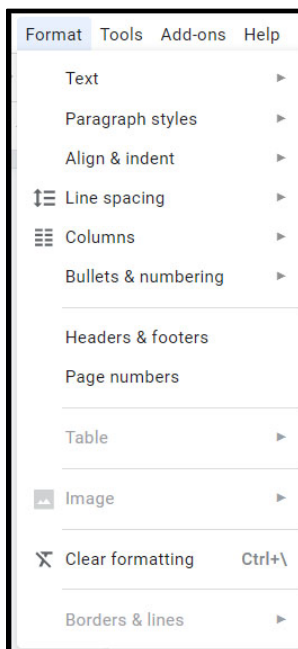 Format Tools Add-ons Help
Text
Paragraph styles
Align & indent
Line spacing
Columns
Bullets & numbering
Headers & footers
Page numbers
Table
Image
Clear formatting Ctrl+\
Borders & lines